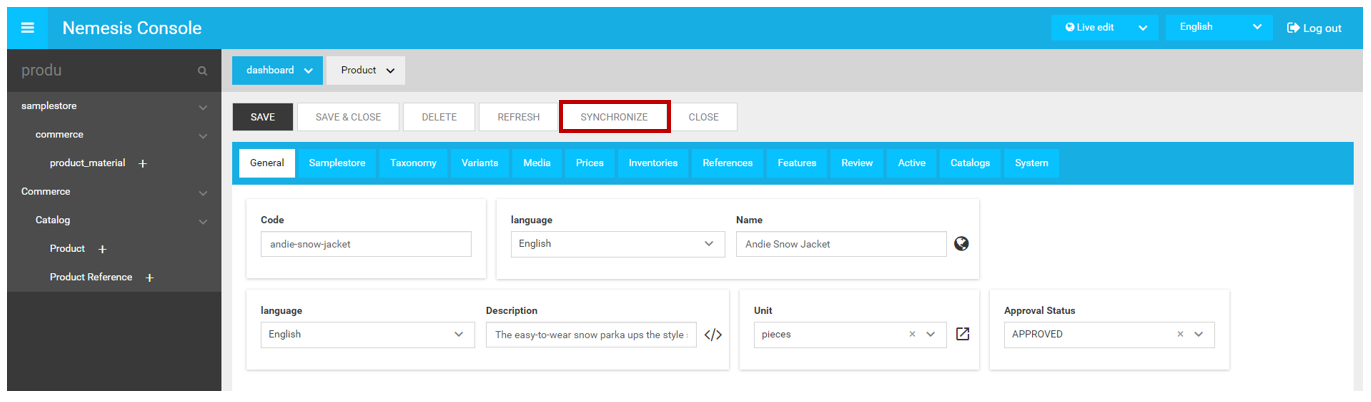 Nemesis Console
Live edit
English
Log out
produ
samplestore
commerce
product_material +
Commerce
Catalog
Product +
Product Reference +
dashboard
Product
SAVE
SAVE & CLOSE
DELETE
REFRESH
SYNCHRONIZE
CLOSE
General
Samplestore
Taxonomy
Variants
Media
Prices
Inventories
References
Features
Review
Active
Catalogs
System
Code
andie-snow-jacket
language
English
Name
Andie Snow Jacket
language
English
Description
The easy-to-wear snow parka ups the style
Unit
pieces
Approval Status
APPROVED